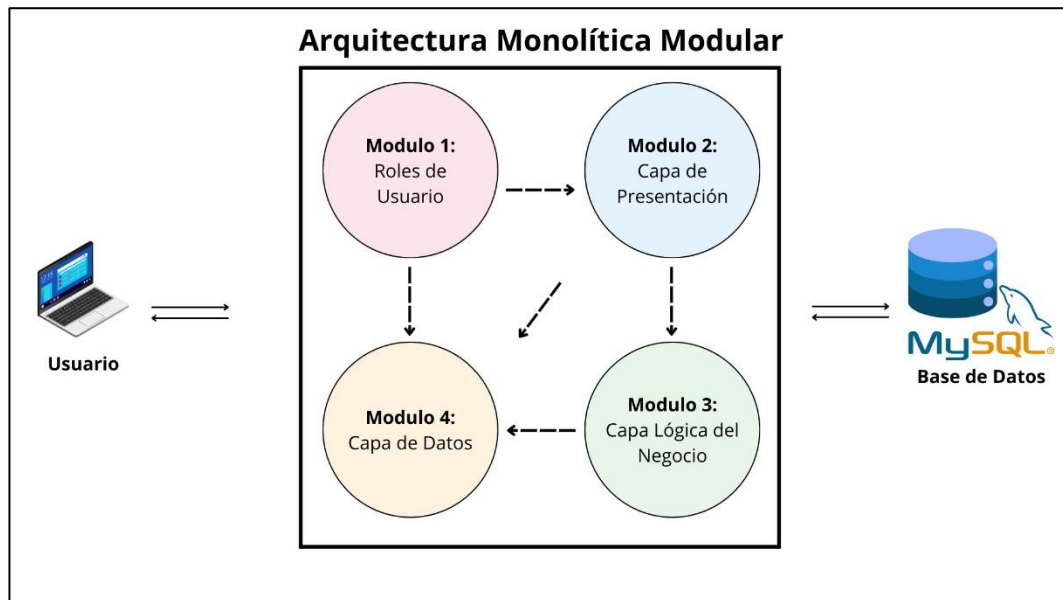 Arquitectura Monolítica Modular
Modulo 1:
Roles de
Usuario
Modulo 2:
Capa de
Presentación
Usuario
MySQL®
Base de Datos
Modulo 4:
Capa de Datos
Modulo 3:
Capa Lógica del
Negocio